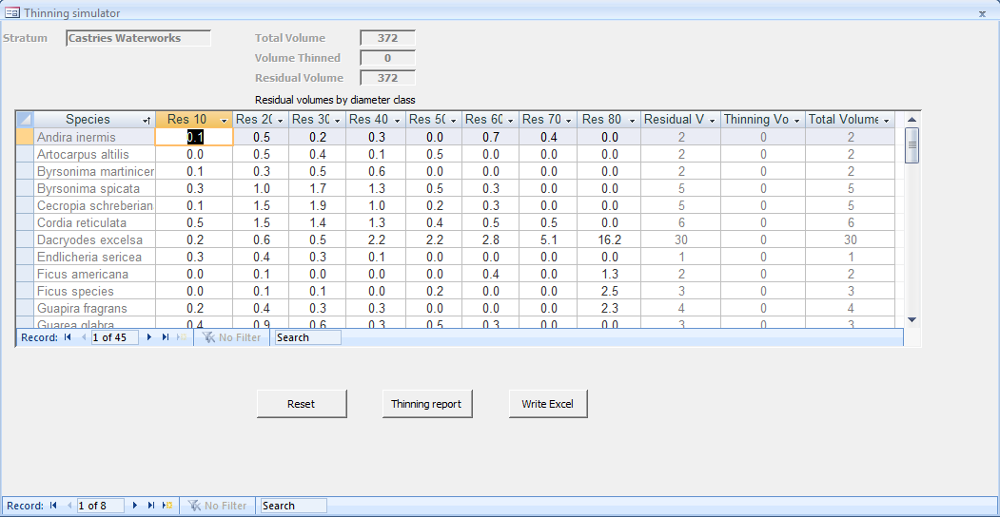 Thinning simulator x
Stratum Castries Waterworks Total Volume 372
Volume Thinned 0
Residual Volume 372
Residual volumes by diameter class
Species Res 10 Res 20 Res 30 Res 40 Res 50 Res 60 Res 70 Res 80 Residual V Thinning Vo Total Volume
Andira inermis 0.1 0.5 0.2 0.3 0.0 0.7 0.4 0.0 2 0 2
Artocarpus altilis 0.0 0.5 0.4 0.1 0.5 0.0 0.0 0.0 2 0 2
Byrsonima martinicer 0.1 0.3 0.5 0.6 0.0 0.0 0.0 0.0 2 0 2
Byrsonima spicata 0.3 1.0 1.7 1.3 0.5 0.3 0.0 0.0 5 0 5
Cecropia schreberian 0.1 1.5 1.9 1.0 0.2 0.3 0.0 0.0 5 0 5
Cordia reticulata 0.5 1.5 1.4 1.3 0.4 0.5 0.5 0.0 6 0 6
Dacryodes excelsa 0.2 0.6 0.5 2.2 2.2 2.8 5.1 16.2 30 0 30
Endlicheria sericea 0.3 0.4 0.3 0.1 0.0 0.0 0.0 0.0 1 0 1
Ficus americana 0.0 0.1 0.0 0.0 0.0 0.4 0.0 1.3 2 0 2
Ficus species 0.0 0.1 0.1 0.0 0.2 0.0 0.0 2.5 3 0 3
Guapira fragrans 0.2 0.4 0.3 0.3 0.0 0.0 0.0 2.3 4 0 4
Guarea glabra 0.4 0.9 0.6 0.3 0.5 0.3 0.0 0.0 3 0 3
Record: 1 of 45 No Filter Search
Reset Thinning report Write Excel
Record: 1 of 8 No Filter Search